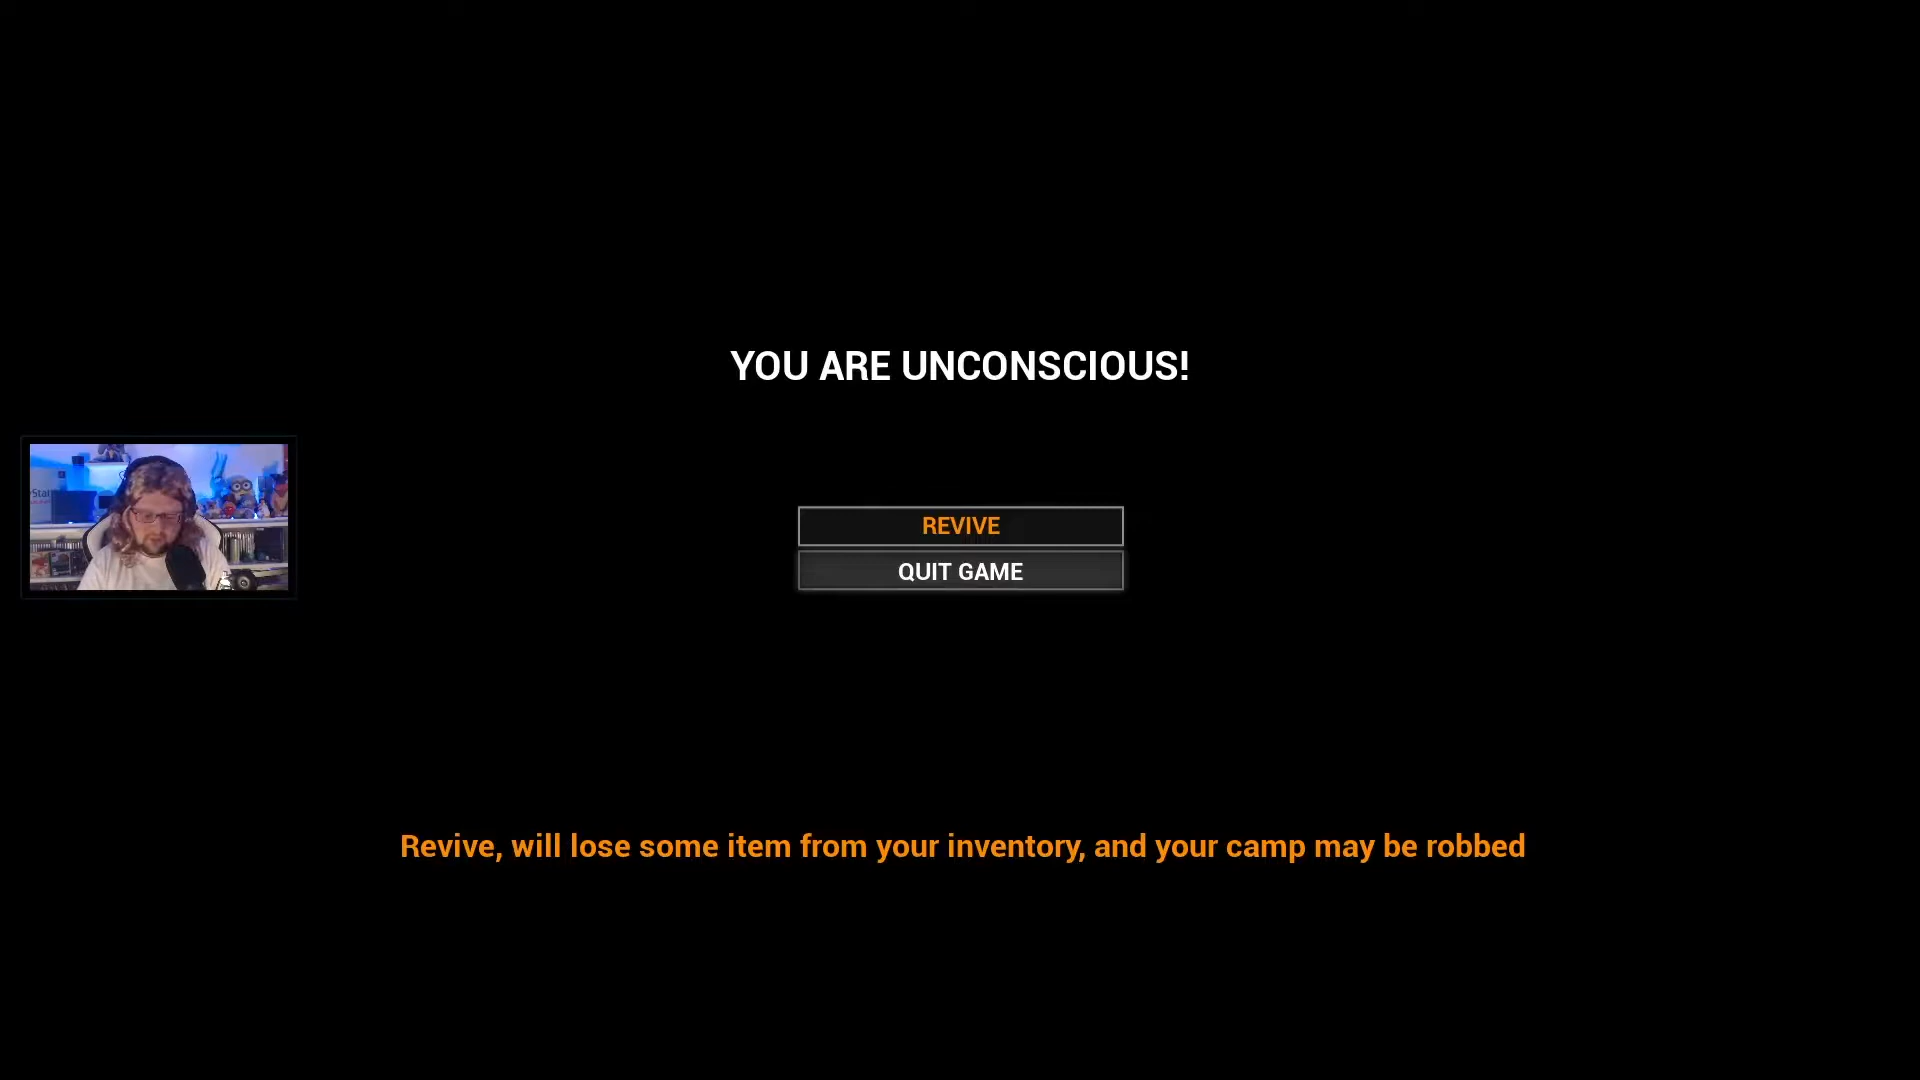 YOU ARE UNCONSCIOUS!
REVIVE
QUIT GAME
Revive, will lose some item from your inventory, and your camp may be robbed